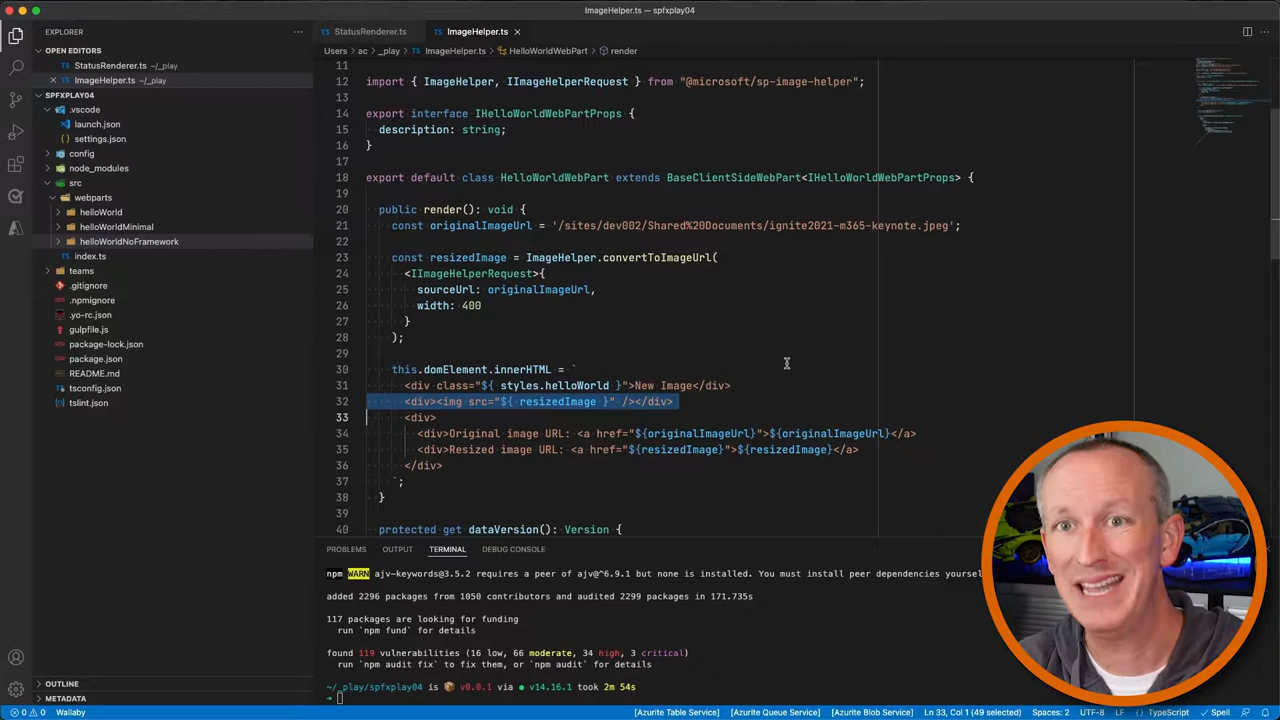 ImageHelper.ts — spfxplay04
EXPLORER
StatusRenderer.ts
ImageHelper.ts
Users > ac > _play > ImageHelper.ts > HelloWorldWebPart > render
OPEN EDITORS
StatusRenderer.ts ~/_play
ImageHelper.ts ~/_play
SPFXPLAY04
.vscode
launch.json
settings.json
config
node_modules
src
webparts
helloWorld
helloWorldMinimal
helloWorldNoFramework
index.ts
teams
.gitignore
.npmignore
.yo-rc.json
gulpfile.js
package-lock.json
package.json
README.md
tsconfig.json
tslint.json
OUTLINE
METADATA
11
12 import { ImageHelper, IImageHelperRequest } from "@microsoft/sp-image-helper";
13
14 export interface IHelloWorldWebPartProps {
15 description: string;
16 }
17
18 export default class HelloWorldWebPart extends BaseClientSideWebPart<IHelloWorldWebPartProps> {
19
20 public render(): void {
21 const originalImageUrl = '/sites/dev002/Shared%20Documents/ignite2021-m365-keynote.jpeg';
22
23 const resizedImage = ImageHelper.convertToImageUrl(
24 <IImageHelperRequest>{
25 sourceUrl: originalImageUrl,
26 width: 400
27 }
28 );
29
30 this.domElement.innerHTML = `
31 <div class="${ styles.helloWorld }">New Image</div>
32 <div><img src="${ resizedImage }" /></div>
33 <div>
34 <div>Original image URL: <a href="${originalImageUrl}">${originalImageUrl}</a>
35 <div>Resized image URL: <a href="${resizedImage}">${resizedImage}</a>
36 </div>
37 `;
38 }
39
40 protected get dataVersion(): Version {
PROBLEMS OUTPUT TERMINAL DEBUG CONSOLE
npm WARN ajv-keywords@3.5.2 requires a peer of ajv@^6.9.1 but none is installed. You must install peer dependencies yoursel
added 2296 packages from 1050 contributors and audited 2299 packages in 171.735s
117 packages are looking for funding
run `npm fund` for details
found 119 vulnerabilities (16 low, 66 moderate, 34 high, 3 critical)
run `npm audit fix` to fix them, or `npm audit` for details
~/_play/spfxplay04 is 📦 v0.0.1 via ● v14.16.1 took 2m 54s
0 0 Wallaby [Azurite Table Service] [Azurite Queue Service] [Azurite Blob Service] Ln 33, Col 1 (49 selected) Spaces: 2 UTF-8 LF TypeScript Spell